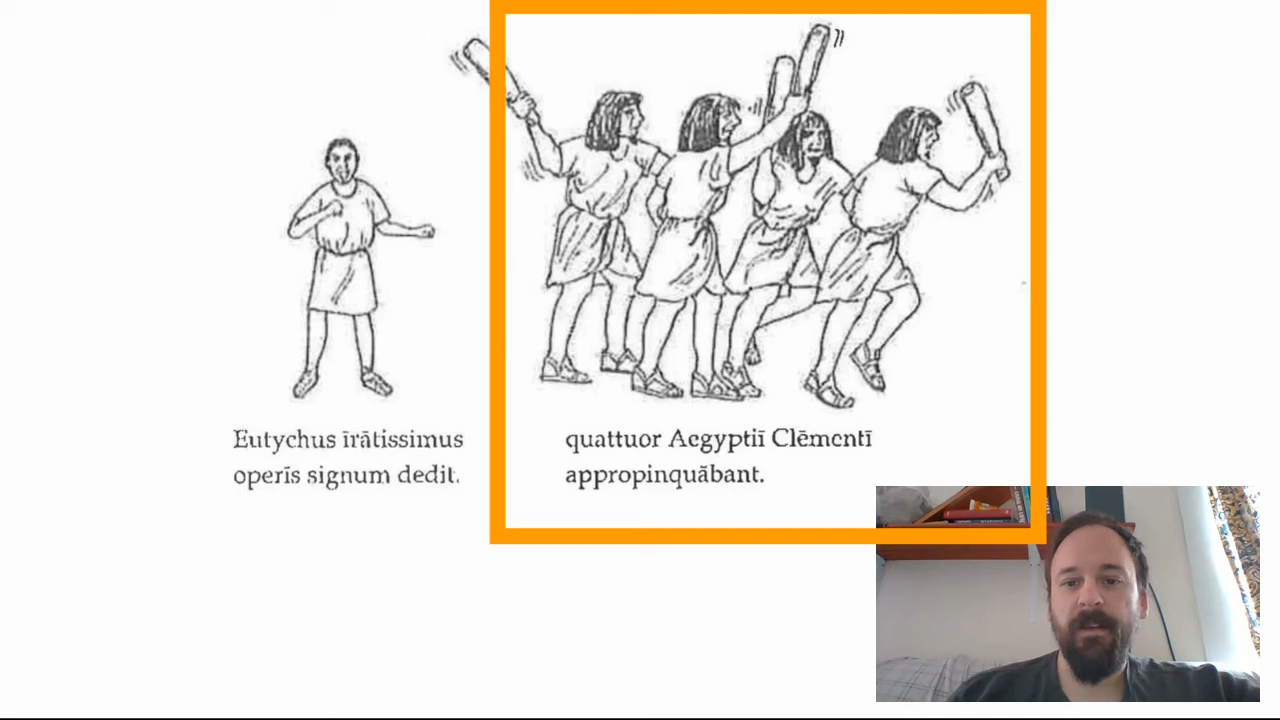 Eutychus īrātissimus
operīs signum dedit.
quattuor Aegyptiī Clēmentī
appropinquābant.